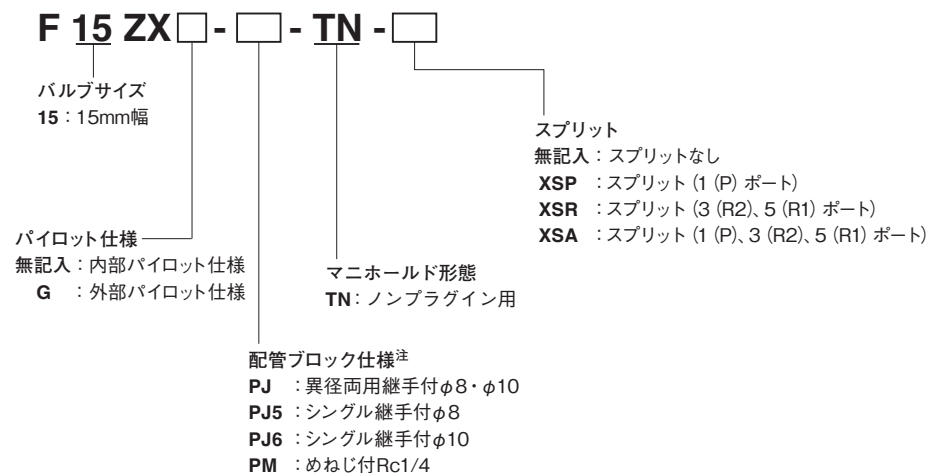 F 15 ZX□ - □ - TN - □
バルブサイズ
15：15mm幅
パイロット仕様
無記入：内部パイロット仕様
G ：外部パイロット仕様
配管ブロック仕様注
PJ ：異径両用継手付φ8・φ10
PJ5 ：シングル継手付φ8
PJ6 ：シングル継手付φ10
PM ：めねじ付Rc1/4
マニホールド形態
TN：ノンプラグイン用
スプリット
無記入：スプリットなし
XSP ：スプリット（1（P）ポート）
XSR ：スプリット（3（R2）、5（R1）ポート）
XSA ：スプリット（1（P）、3（R2）、5（R1）ポート）